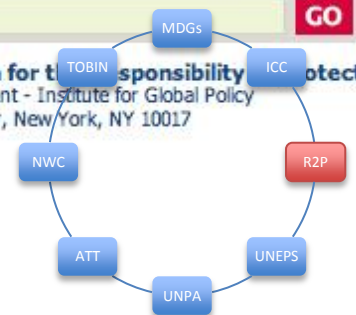 GO
MDGs
TOBIN
ICC
for t sponsibility otect
nt - Institute for Global Policy
, New York, NY 10017
NWC
R2P
ATT
UNEPS
UNPA